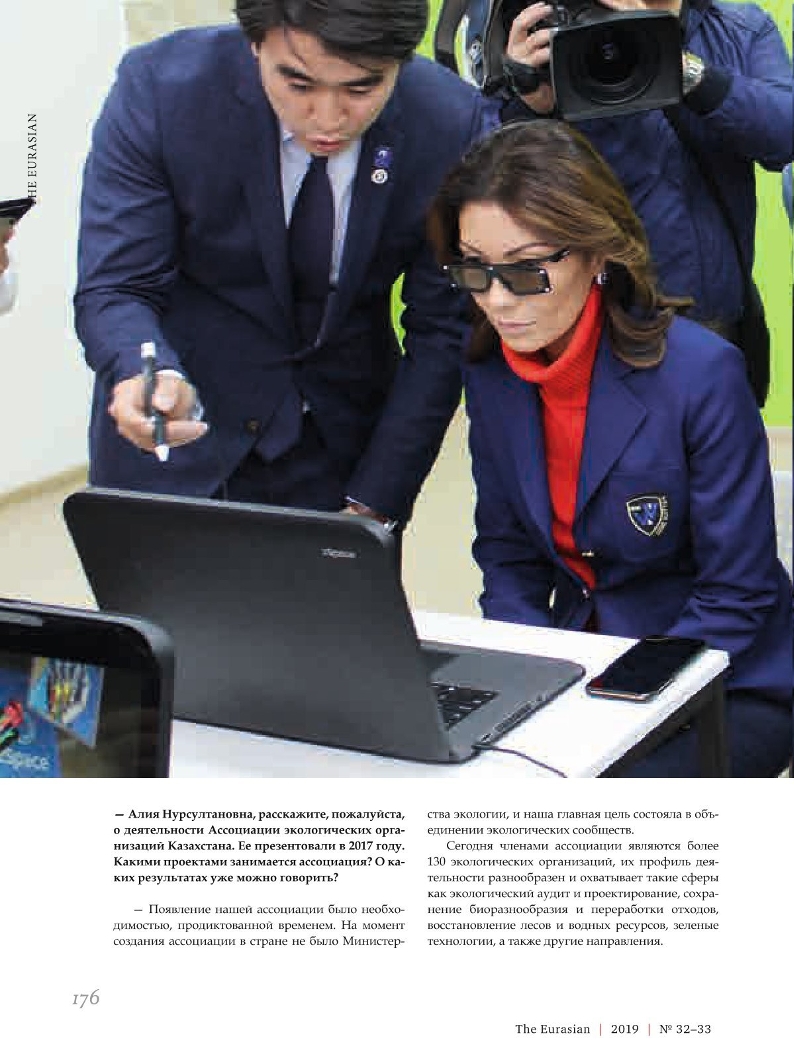 THE EURASIAN
zSpace
Space
— Алия Нурсултановна, расскажите, пожалуйста,
о деятельности Ассоциации экологических орга-
низаций Казахстана. Ее презентовали в 2017 году.
Какими проектами занимается ассоциация? О ка-
ких результатах уже можно говорить?
— Появление нашей ассоциации было необхо-
димостью, продиктованной временем. На момент
создания ассоциации в стране не было Министер-
ства экологии, и наша главная цель состояла в объ-
единении экологических сообществ.
Сегодня членами ассоциации являются более
130 экологических организаций, их профиль дея-
тельности разнообразен и охватывает такие сферы
как экологический аудит и проектирование, сохра-
нение биоразнообразия и переработки отходов,
восстановление лесов и водных ресурсов, зеленые
технологии, а также другие направления.
176
The Eurasian | 2019 | № 32–33